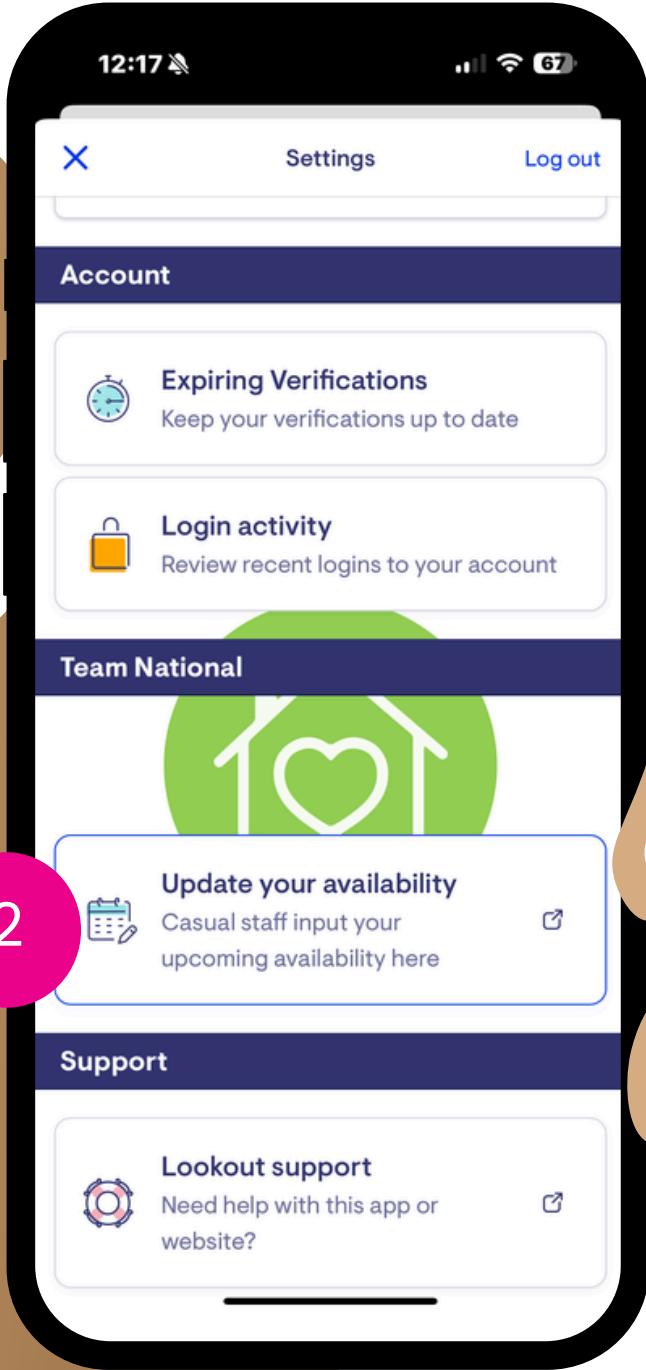 12:17
67
Settings
Log out
Account
Expiring Verifications
Keep your verifications up to date
Login activity
Review recent logins to your account
Team National
Update your availability
Casual staff input your
upcoming availability here
2
Support
Lookout support
Need help with this app or
website?